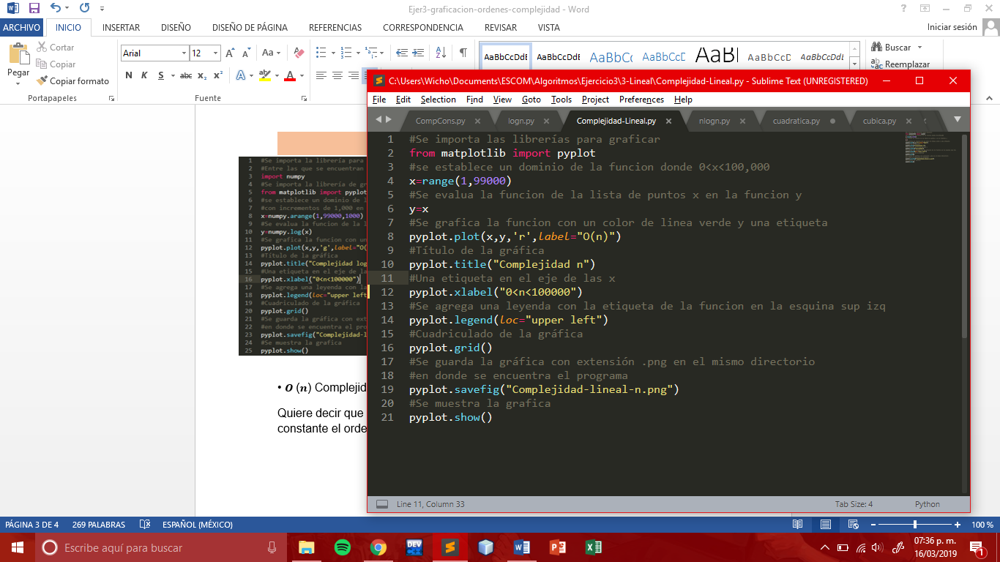 Ejer3-graficacion-ordenes-complejidad - Word
ARCHIVO INICIO INSERTAR DISEÑO DISEÑO DE PÁGINA REFERENCIAS CORRESPONDENCIA REVISAR VISTA Iniciar sesión
Pegar
Cortar
Copiar
Copiar formato
Portapapeles
Arial 12
N K S abc x₂ x²
Fuente
AaBbCcDdE AaBbCcDdE AaBbCc AaBbCcD AaB AaBbCcD AaBbCcDdE
Buscar
Reemplazar
C:\Users\Wicho\Documents\ESCOM\Algoritmos\Ejercicio3\3-Lineal\Complejidad-Lineal.py - Sublime Text (UNREGISTERED)
File Edit Selection Find View Goto Tools Project Preferences Help
CompCons.py logn.py Complejidad-Lineal.py nlogn.py cuadratica.py cubica.py
1 #Se importa las librerías para graficar
2 from matplotlib import pyplot
3 #se establece un dominio de la funcion donde 0<x<100,000
4 x=range(1,99000)
5 #Se evalua la funcion de la lista de puntos x en la funcion y
6 y=x
7 #Se grafica la funcion con un color de linea verde y una etiqueta
8 pyplot.plot(x,y,'r',label="O(n)")
9 #Título de la gráfica
10 pyplot.title("Complejidad n")
11 #Una etiqueta en el eje de las x
12 pyplot.xlabel("0<n<100000")
13 #Se agrega una leyenda con la etiqueta de la funcion en la esquina sup izq
14 pyplot.legend(loc="upper left")
15 #Cuadriculado de la gráfica
16 pyplot.grid()
17 #Se guarda la gráfica con extensión .png en el mismo directorio
18 #en donde se encuentra el programa
19 pyplot.savefig("Complejidad-lineal-n.png")
20 #Se muestra la grafica
21 pyplot.show()
Line 11, Column 33 Tab Size: 4 Python
1 #Se importa la librería para
2 #Entre las que se encuentran
3 import numpy
4 #Se importa la librería de gr
5 from matplotlib import pyplot
6 #se establece un dominio de l
7 #con incrementos de 1,000 en
8 x=numpy.arange(1,99000,1000)
9 #Se evalua la funcion de la l
10 y=numpy.log(x)
11 #Se grafica la funcion con un
12 pyplot.plot(x,y,'g',label="O(
13 #Título de la gráfica
14 pyplot.title("Complejidad log
15 #Una etiqueta en el eje de la
16 pyplot.xlabel("0<n<100000")
17 #Se agrega una leyenda con la
18 pyplot.legend(loc="upper left
19 #Cuadriculado de la gráfica
20 pyplot.grid()
21 #Se guarda la gráfica con ext
22 #en donde se encuentra el pro
23 pyplot.savefig("Complejidad-l
24 #Se muestra la grafica
25 pyplot.show()
• O (n) Complejid
Quiere decir que
constante el orde
PÁGINA 3 DE 4 269 PALABRAS ESPAÑOL (MÉXICO) 100 %
Escribe aquí para buscar
07:36 p. m.
16/03/2019
1